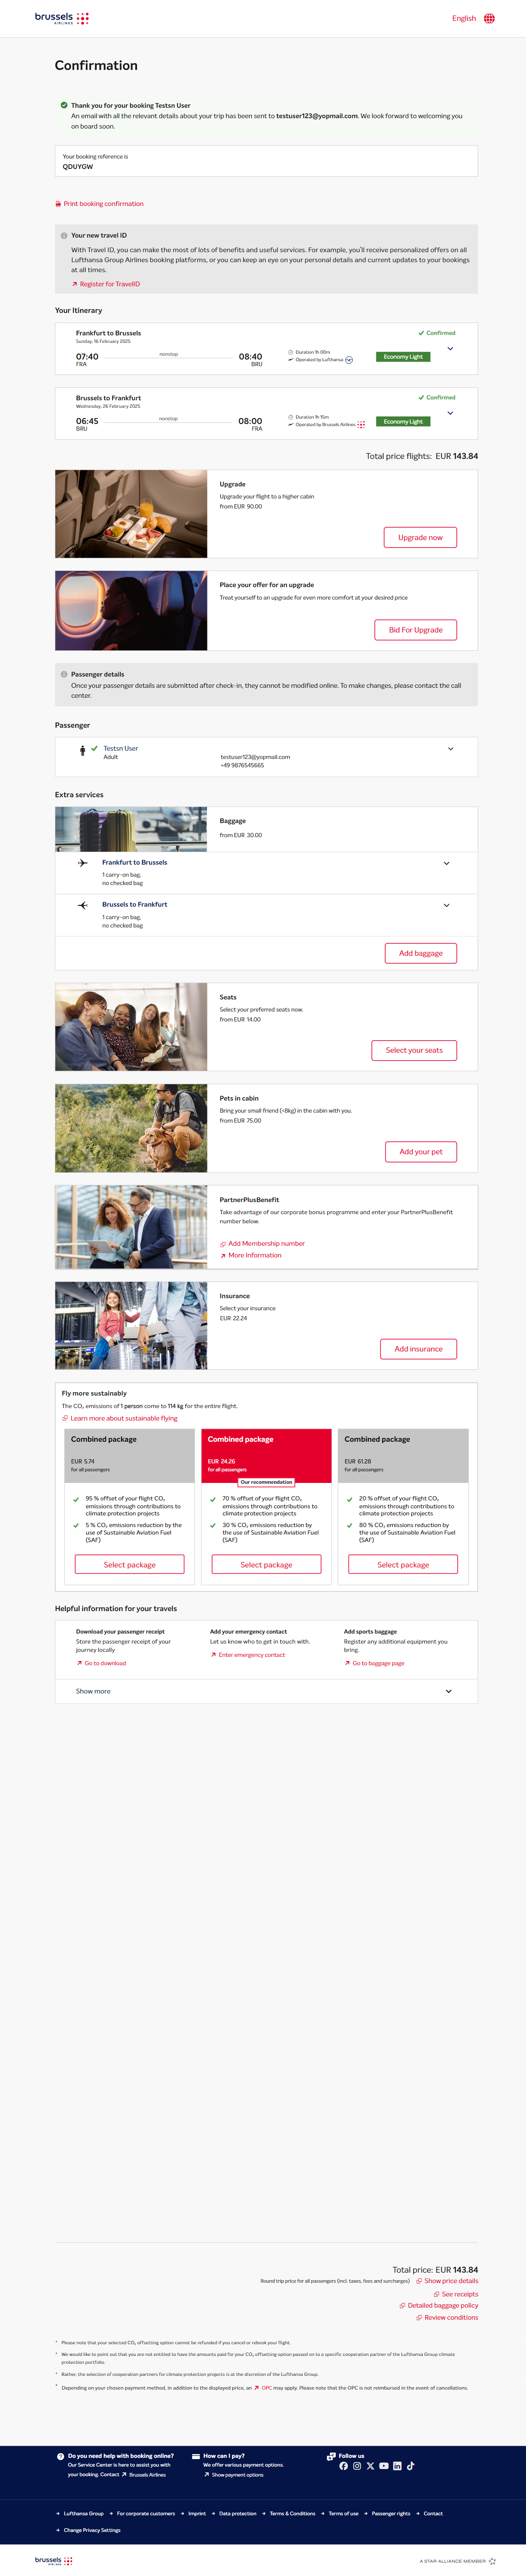 brussels
AIRLINES
English
Confirmation
Thank you for your booking Testsn User
An email with all the relevant details about your trip has been sent to testuser123@yopmail.com. We look forward to welcoming you
on board soon.
Your booking reference is
QDUYGW
Print booking confirmation
Your new travel ID
With Travel ID, you can make the most of lots of benefits and useful services. For example, you'll receive personalized offers on all
Lufthansa Group Airlines booking platforms, or you can keep an eye on your personal details and current updates to your bookings
at all times.
Register for TravelID
Your Itinerary
Frankfurt to Brussels
Confirmed
Sunday, 16 February 2025
07:40
nonstop
08:40
Duration 1h 00m
FRA
BRU
Operated by Lufthansa
Economy Light
Brussels to Frankfurt
Confirmed
Wednesday, 26 February 2025
06:45
nonstop
08:00
Duration 1h 15m
BRU
FRA
Operated by Brussels Airlines
Economy Light
Total price flights: EUR 143.84
Upgrade
Upgrade your flight to a higher cabin
from EUR 90.00
Upgrade now
Place your offer for an upgrade
Treat yourself to an upgrade for even more comfort at your desired price
Bid For Upgrade
Passenger details
Once your passenger details are submitted after check-in, they cannot be modified online. To make changes, please contact the call
center.
Passenger
Testsn User
Adult
testuser123@yopmail.com
+49 9876545665
Extra services
Baggage
from EUR 30.00
Frankfurt to Brussels
1 carry-on bag,
no checked bag
Brussels to Frankfurt
1 carry-on bag,
no checked bag
Add baggage
Seats
Select your preferred seats now.
from EUR 14.00
Select your seats
Pets in cabin
Bring your small friend (<8kg) in the cabin with you.
from EUR 75.00
Add your pet
PartnerPlusBenefit
Take advantage of our corporate bonus programme and enter your PartnerPlusBenefit
number below.
Add Membership number
More Information
Insurance
Select your insurance
EUR 22.24
Add insurance
Fly more sustainably
The CO₂ emissions of 1 person come to 114 kg for the entire flight.
Learn more about sustainable flying
Combined package
EUR 5.74
for all passengers
95 % offset of your flight CO₂
emissions through contributions to
climate protection projects
5 % CO₂ emissions reduction by the
use of Sustainable Aviation Fuel
(SAF)
Select package
Combined package
EUR 24.26
for all passengers
Our recommendation
70 % offset of your flight CO₂
emissions through contributions to
climate protection projects
30 % CO₂ emissions reduction by
the use of Sustainable Aviation Fuel
(SAF)
Select package
Combined package
EUR 61.28
for all passengers
20 % offset of your flight CO₂
emissions through contributions to
climate protection projects
80 % CO₂ emissions reduction by
the use of Sustainable Aviation Fuel
(SAF)
Select package
Helpful information for your travels
Download your passenger receipt
Store the passenger receipt of your
journey locally
Go to download
Add your emergency contact
Let us know who to get in touch with.
Enter emergency contact
Add sports baggage
Register any additional equipment you
bring.
Go to baggage page
Show more
Total price: EUR 143.84
Round trip price for all passengers (incl. taxes, fees and surcharges)
Show price details
See receipts
Detailed baggage policy
Review conditions
* Please note that your selected CO₂ offsetting option cannot be refunded if you cancel or rebook your flight.
* We would like to point out that you are not entitled to have the amounts paid for your CO₂ offsetting option passed on to a specific cooperation partner of the Lufthansa Group climate
protection portfolio.
* Rather, the selection of cooperation partners for climate protection projects is at the discretion of the Lufthansa Group.
* Depending on your chosen payment method, in addition to the displayed price, an OPC may apply. Please note that the OPC is not reimbursed in the event of cancellations.
Do you need help with booking online?
Our Service Center is here to assist you with
your booking. Contact Brussels Airlines
How can I pay?
We offer various payment options.
Show payment options
Follow us
Lufthansa Group
For corporate customers
Imprint
Data protection
Terms & Conditions
Terms of use
Passenger rights
Contact
Change Privacy Settings
brussels
AIRLINES
A STAR ALLIANCE MEMBER